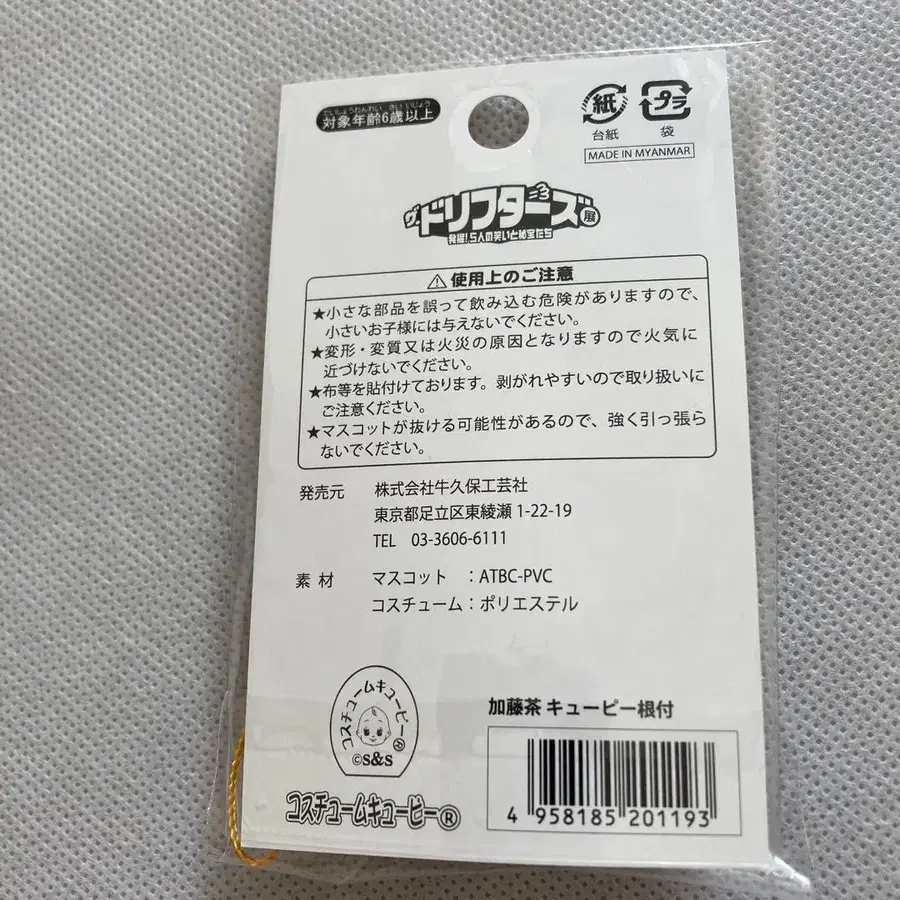 たいしょうねんれい さい いじょう
対象年齢6歳以上
紙
台紙
プラ
袋
MADE IN MYANMAR
ザ・ドリフターズ展
発掘!5人の笑いと秘宝たち
⚠使用上のご注意
★小さな部品を誤って飲み込む危険がありますので、
小さいお子様には与えないでください。
★変形・変質又は火災の原因となりますので火気に
近づけないでください。
★布等を貼付けております。剥がれやすいので取り扱いに
ご注意ください。
★マスコットが抜ける可能性があるので、強く引っ張ら
ないでください。
発売元 株式会社牛久保工芸社
東京都足立区東綾瀬1-22-19
TEL 03-3606-6111
素材 マスコット :ATBC-PVC
コスチューム:ポリエステル
コスチュームキューピー®
©S&S
コスチュームキューピー®
加藤茶 キューピー根付
4 958185 201193